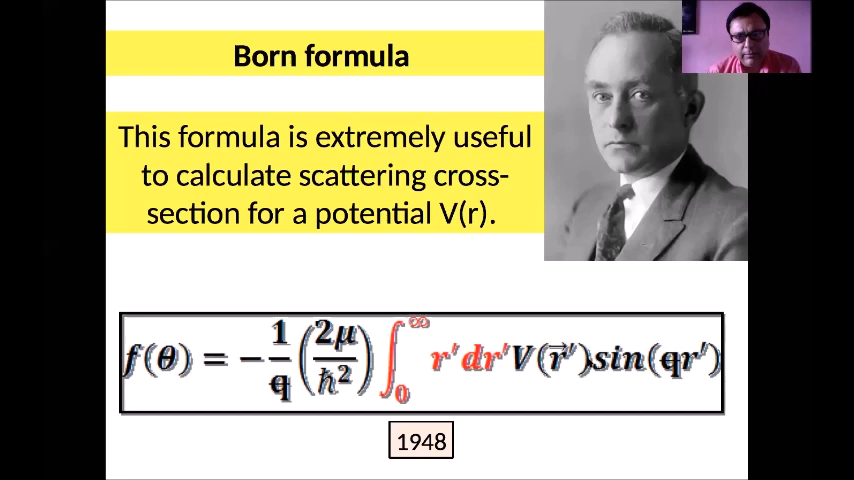 Born formula
This formula is extremely useful
to calculate scattering cross-
section for a potential V(r).
f(θ) = −1/q (2μ/ħ²) ∫₀^∞ r′dr′V(r⃗′)sin(qr′)
1948